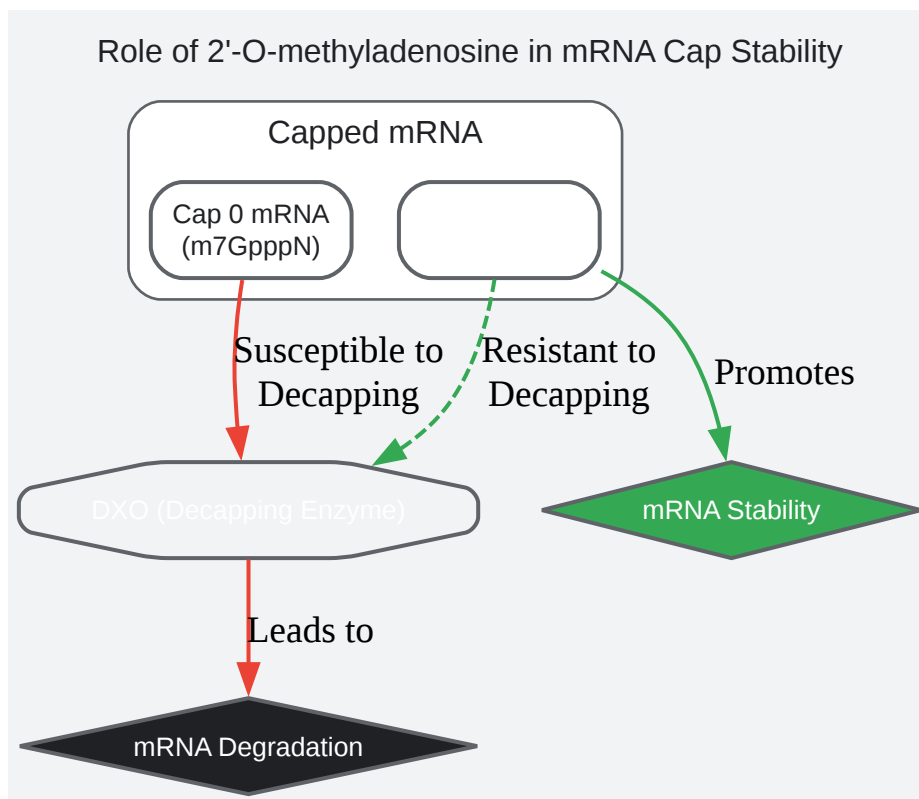 Role of 2'-O-methyladenosine in mRNA Cap Stability
Capped mRNA
Cap 0 mRNA
(m7GpppN)
Susceptible to
Decapping
Resistant to
Decapping
Promotes
DXO (Decapping Enzyme)
mRNA Stability
Leads to
mRNA Degradation